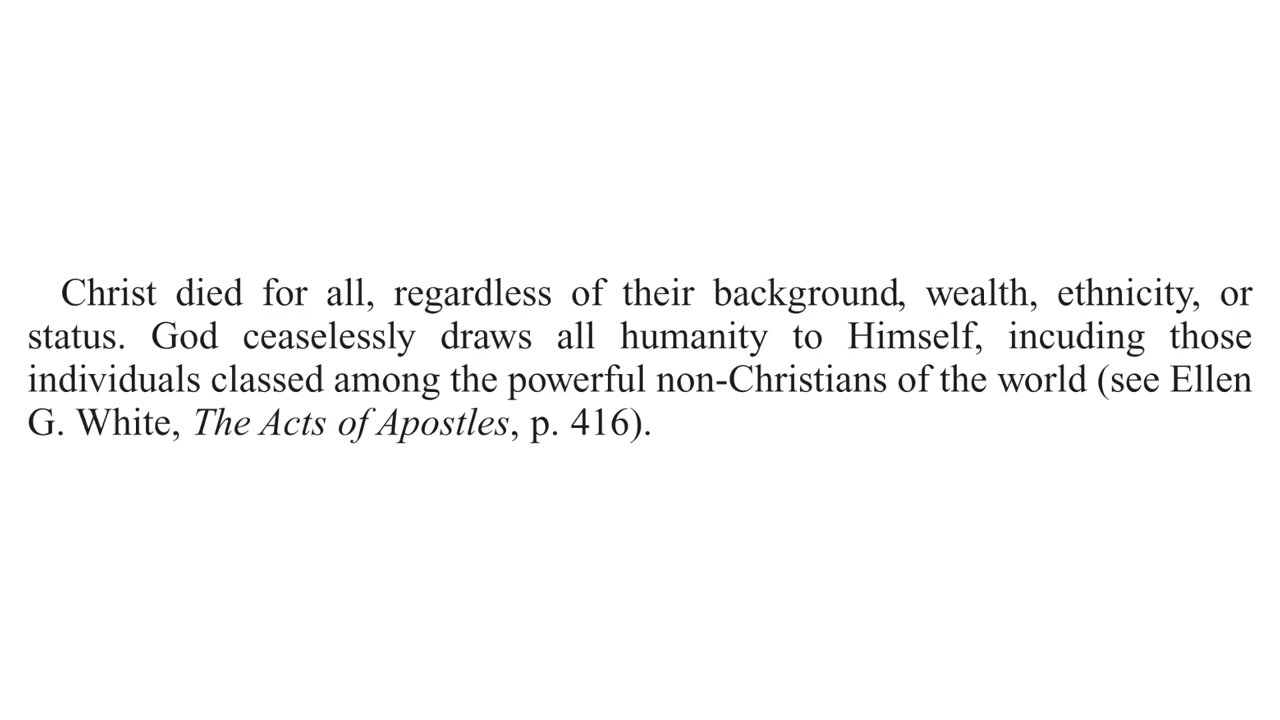 Christ died for all, regardless of their background, wealth, ethnicity, or
status. God ceaselessly draws all humanity to Himself, incuding those
individuals classed among the powerful non-Christians of the world (see Ellen
G. White, The Acts of Apostles, p. 416).